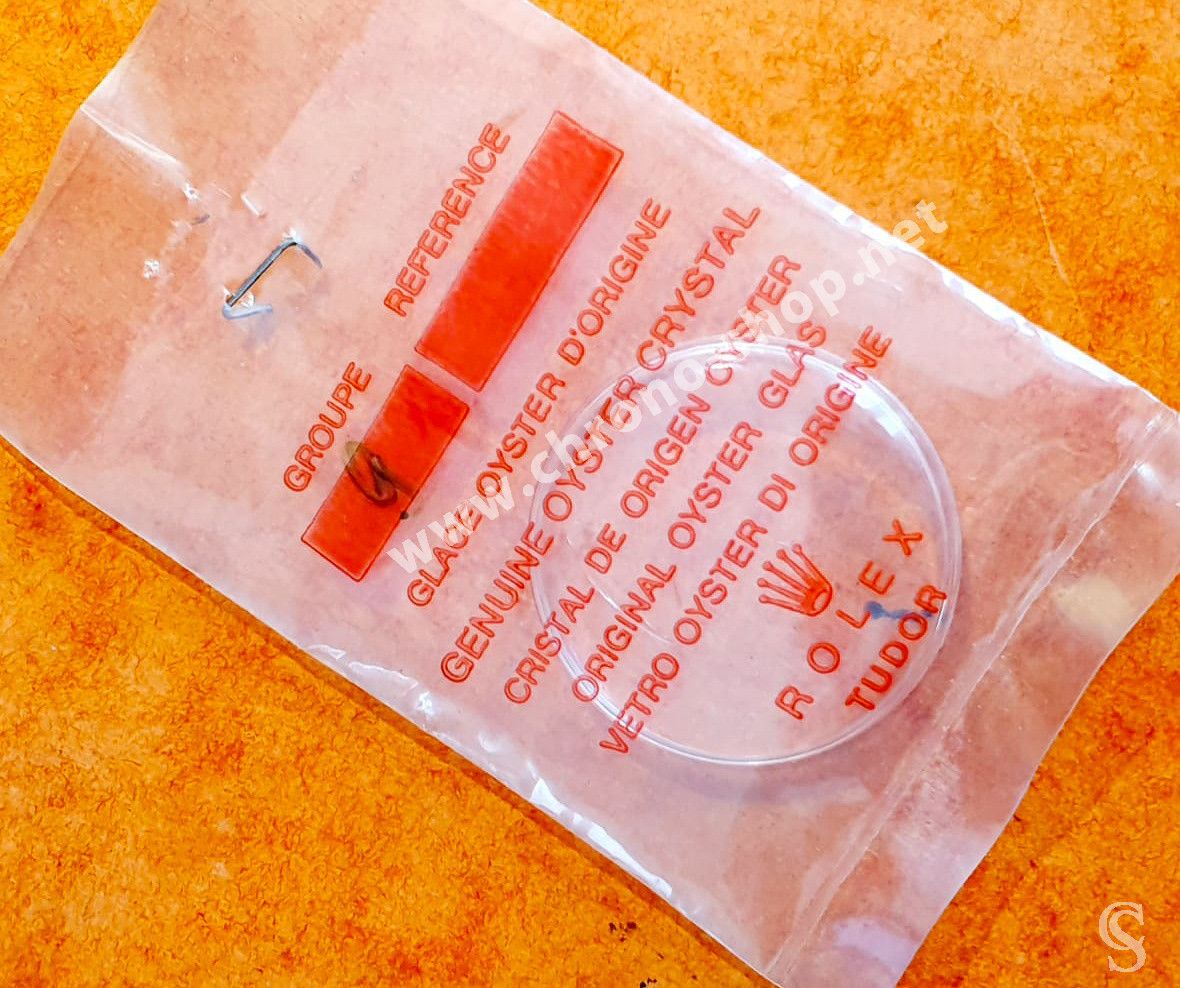 GROUPE REFERENCE
GLACE OYSTER D'ORIGINE
GENUINE OYSTER CRYSTAL
CRISTAL DE ORIGEN OYSTER
ORIGINAL OYSTER GLAS
VETRO OYSTER DI ORIGINE
ROLEX
TUDOR
www.chronoshop.net